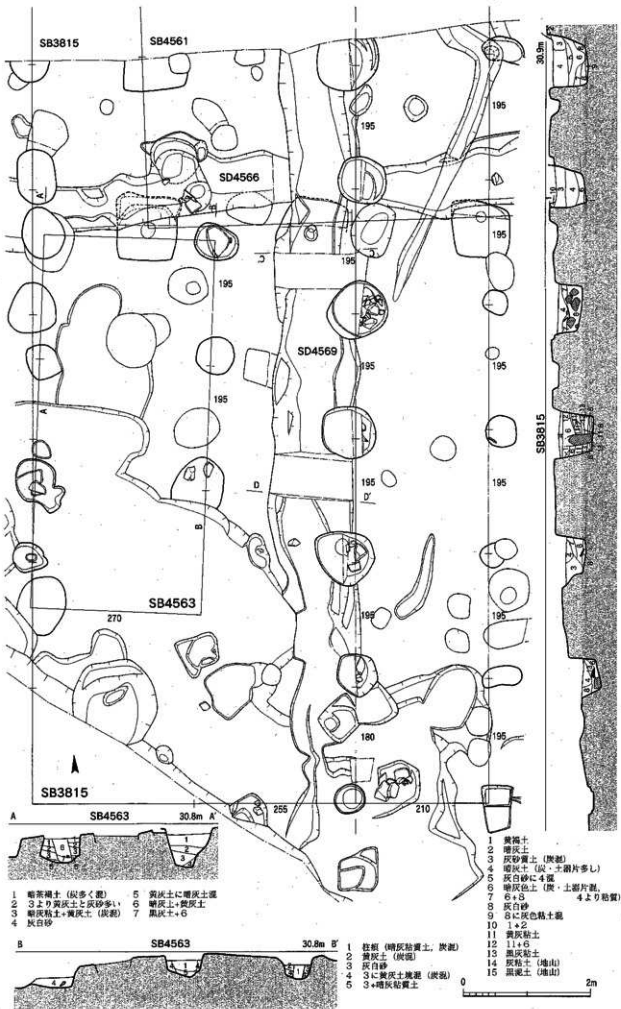 SB3815
SB4561
195
195
SD4566
A'
B'
C
C'
195
195
195
SD4569
195
195
195
A
195
195
D
D'
B
195
195
SB4563
270
180
195
SB3815
255
210
30.9m
SB3815
A SB4563 30.8m A'
1 暗茶褐土 (炭多く混)
2 3より黄灰土と灰砂多い
3 暗灰粘土+黄灰土 (炭混)
4 灰白砂
5 黄灰土に暗灰土混
6 暗灰土+黄灰土
7 黒灰土+6
B SB4563 30.8m B'
1 柱痕 (暗灰粘質土, 炭混)
2 黄灰土 (炭混)
3 灰白砂
4 3に黄灰土塊混 (炭混)
5 3+暗灰粘質土
1 黄褐土
2 暗灰土
3 灰砂質土 (炭混)
4 暗灰土 (炭・土器片多し)
5 灰白砂に4混
6 暗灰色土 (炭・土器片混,
4より粘質)
7 6+8
8 灰白砂
9 8に灰色粘土混
10 1+2
11 黄灰粘土
12 11+6
13 黒灰粘土
14 灰粘土 (地山)
15 黒泥土 (地山)
0 2m